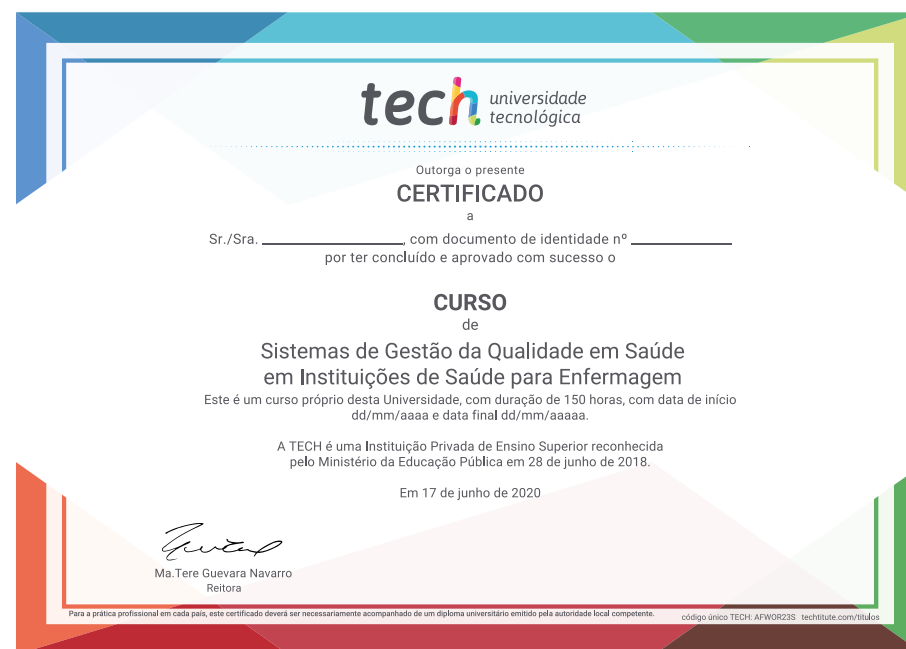 tech universidade
tecnológica
Outorga o presente
CERTIFICADO
a
Sr./Sra. ______________, com documento de identidade nº __________
por ter concluído e aprovado com sucesso o
CURSO
de
Sistemas de Gestão da Qualidade em Saúde
em Instituições de Saúde para Enfermagem
Este é um curso próprio desta Universidade, com duração de 150 horas, com data de início
dd/mm/aaaa e data final dd/mm/aaaaa.
A TECH é uma Instituição Privada de Ensino Superior reconhecida
pelo Ministério da Educação Pública em 28 de junho de 2018.
Em 17 de junho de 2020
Ma.Tere Guevara Navarro
Reitora
Para a prática profissional em cada país, este certificado deverá ser necessariamente acompanhado de um diploma universitário emitido pela autoridade local competente.
código único TECH: AFWOR23S techtitute.com/titulos